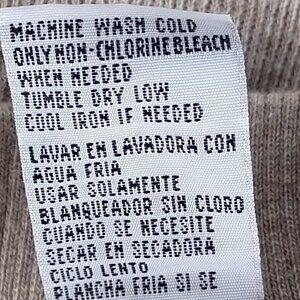 MACHINE WASH COLD
ONLY NON-CHLORINE BLEACH
WHEN NEEDED
TUMBLE DRY LOW
COOL IRON IF NEEDED
LAVAR EN LAVADORA CON
AGUA FRIA
USAR SOLAMENTE
BLANQUEADOR SIN CLORO
CUANDO SE NECESITE
SECAR EN SECADORA
CICLO LENTO
PLANCHA FRIA SI SE